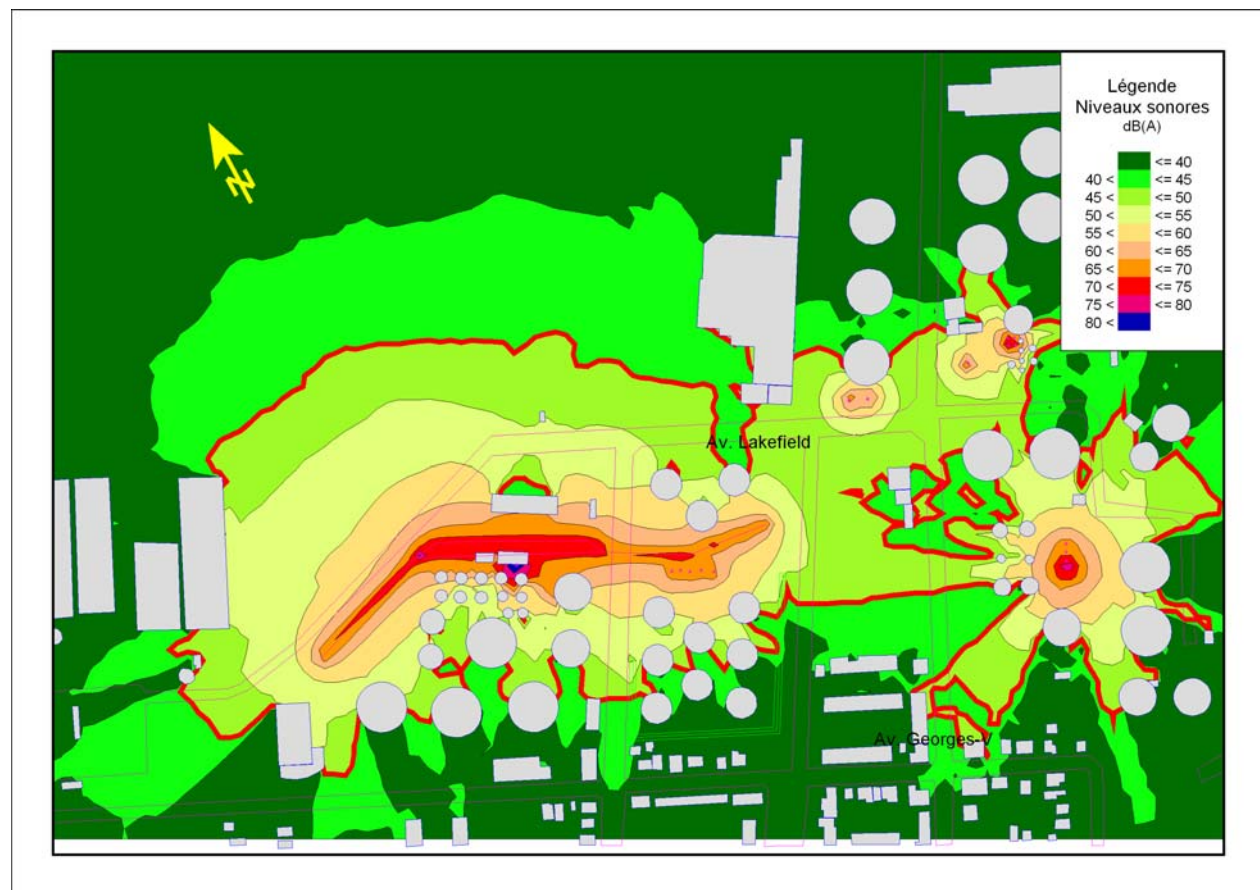 Légende
Niveaux sonores
dB(A)
<= 40
40 < <= 45
45 < <= 50
50 < <= 55
55 < <= 60
60 < <= 65
65 < <= 70
70 < <= 75
75 < <= 80
80 <
N
Av. Lakefield
Av. Georges-V